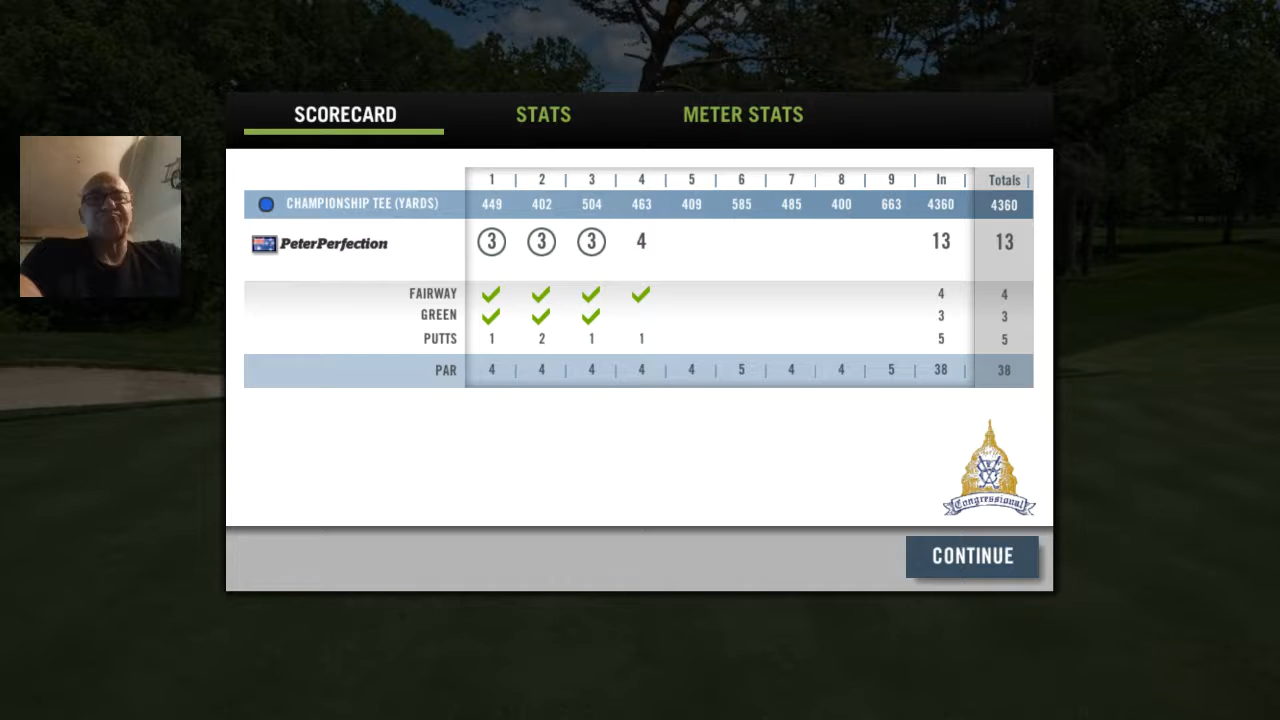 SCORECARD STATS METER STATS
1 | 2 | 3 | 4 | 5 | 6 | 7 | 8 | 9 | In | Totals |
CHAMPIONSHIP TEE (YARDS) 449 402 504 463 409 585 485 400 663 4360 4360
PeterPerfection 3 3 3 4 13 13
FAIRWAY 4 4
GREEN 3 3
PUTTS 1 2 1 1 5 5
PAR 4 | 4 | 4 | 4 | 4 | 5 | 4 | 4 | 5 | 38 | 38
Congressional
CONTINUE